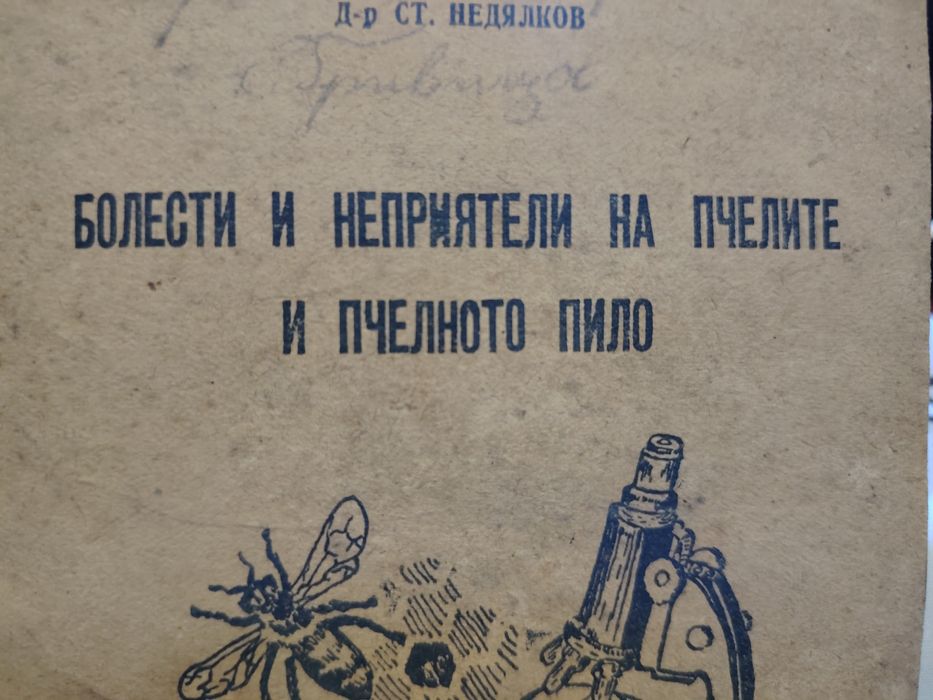 Д-р СТ. НЕДЯЛКОВ
БОЛЕСТИ И НЕПРИЯТЕЛИ НА ПЧЕЛИТЕ
И ПЧЕЛНОТО ПИЛО